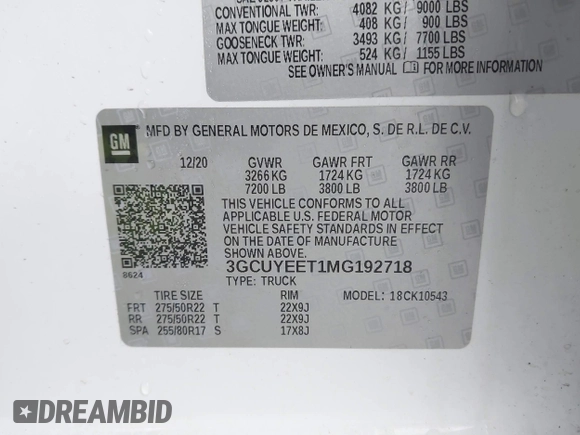 CONVENTIONAL TWR: 4082 KG/ 9000 LBS
MAX TONGUE WEIGHT: 408 KG/ 900 LBS
GOOSENECK TWR: 3493 KG/ 7700 LBS
MAX TONGUE WEIGHT: 524 KG/ 1155 LBS
SEE OWNER'S MANUAL FOR MORE INFORMATION
GM MFD BY GENERAL MOTORS DE MEXICO, S. DE R.L. DE C.V.
12/20 GVWR GAWR FRT GAWR RR
3266 KG 1724 KG 1724 KG
7200 LB 3800 LB 3800 LB
THIS VEHICLE CONFORMS TO ALL
APPLICABLE U.S. FEDERAL MOTOR
VEHICLE SAFETY STANDARDS IN EFFECT
ON THE DATE OF MANUFACTURE
SHOWN ABOVE.
8624 3GCUYEET1MG192718
TYPE: TRUCK
TIRE SIZE RIM MODEL: 18CK10543
FRT 275/50R22 T 22X9J
RR 275/50R22 T 22X9J
SPA 255/80R17 S 17X8J
DREAMBID